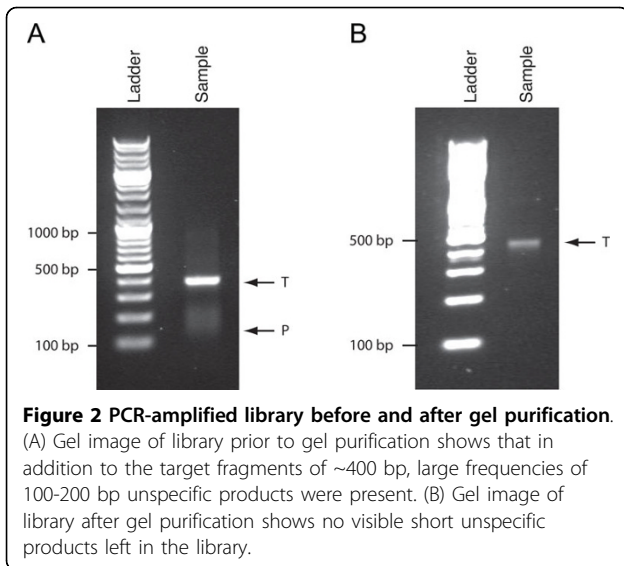 A
B
Ladder
Sample
Ladder
Sample
1000 bp
500 bp
T
P
100 bp
500 bp
T
100 bp
Figure 2 PCR-amplified library before and after gel purification.
(A) Gel image of library prior to gel purification shows that in
addition to the target fragments of ~400 bp, large frequencies of
100-200 bp unspecific products were present. (B) Gel image of
library after gel purification shows no visible short unspecific
products left in the library.